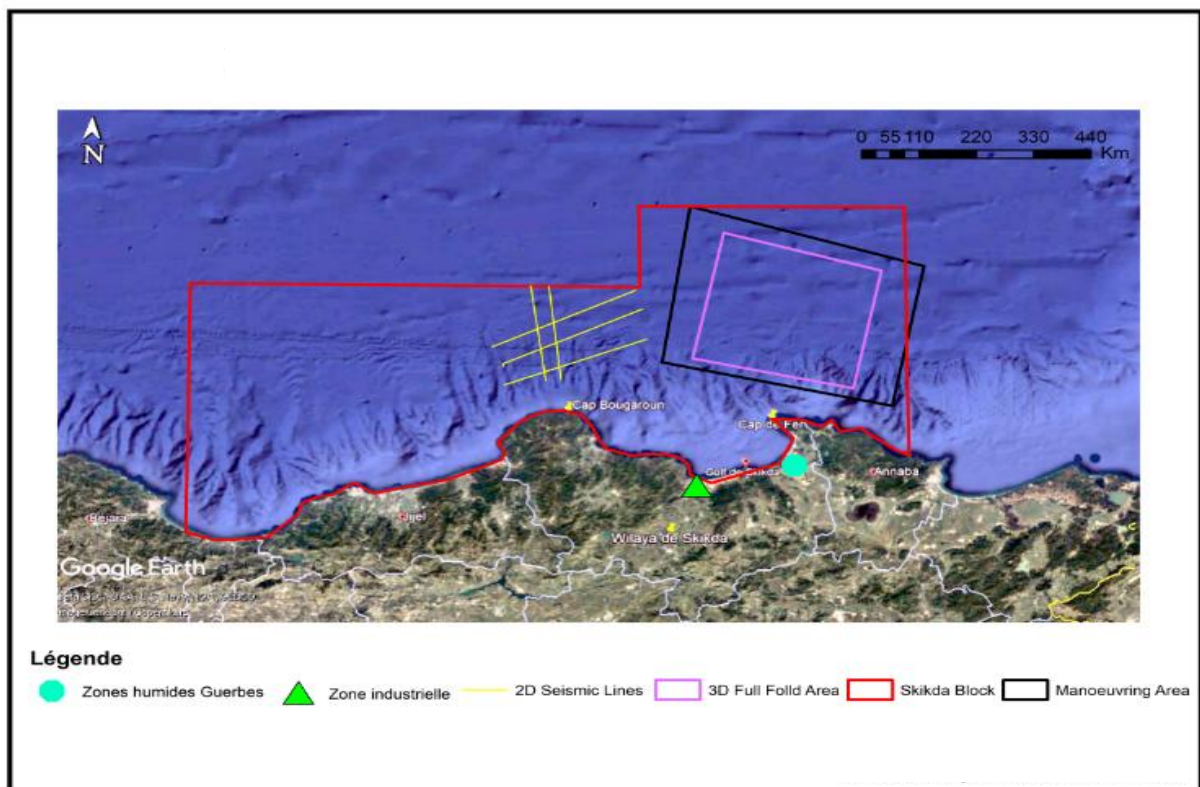 N
0 55 110 220 330 440
Km
Cap Bougaroun
Cap de Fer
Golf de Skikda
Annaba
Bejaia
Jijel
Wilaya de Skikda
Google Earth
Légende
Zones humides Guerbes
Zone industrielle
2D Seismic Lines
3D Full Folld Area
Skikda Block
Manoeuvring Area